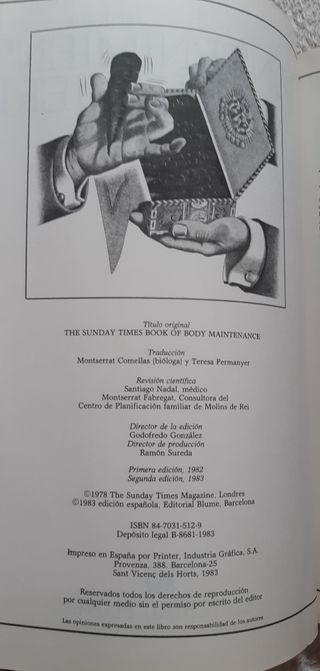 Título original
THE SUNDAY TIMES BOOK OF BODY MAINTENANCE
Traducción
Montserrat Comellas (bióloga) y Teresa Permanyer
Revisión científica
Santiago Nadal, médico
Montserrat Fabregat, Consultora del
Centro de Planificación familiar de Molins de Rei
Director de la edición
Godofredo González
Director de producción
Ramón Sureda
Primera edición, 1982
Segunda edición, 1983
©1978 The Sunday Times Magazine, Londres
©1983 edición española, Editorial Blume, Barcelona
ISBN 84-7031-512-9
Depósito legal B-8681-1983
Impreso en España por Printer, Industria Gráfica, S.A.
Provenza, 388. Barcelona-25
Sant Vicenç dels Horts, 1983
Reservados todos los derechos de reproducción
por cualquier medio sin el permiso por escrito del editor
Las opiniones expresadas en este libro son responsabilidad de los autores